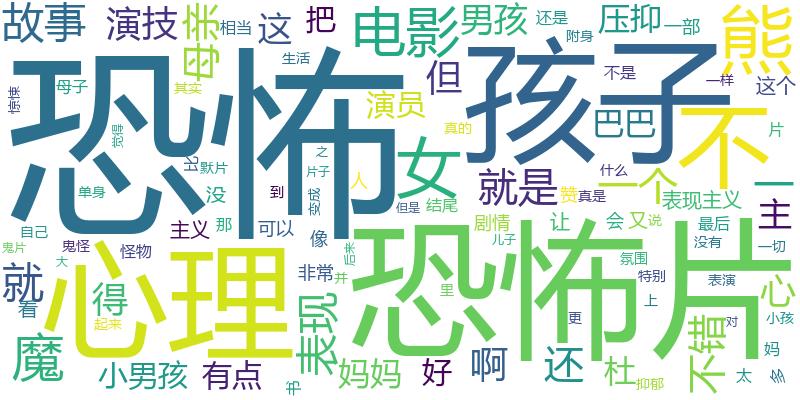 故事
演技
母亲
相当
这
把
电影
男孩
还是
附身
压抑
一部
熊
惊悚
母子
生活
其实
但
演员
孩子
不是
一样
这个
恐怖
觉得
真的
巴巴
不
片
单身
比
默片
没
到
之
片子
变成
人
女
但是
结尾
就是
赞
真是
什么
一个
表现主义
一
主
自己
那
主义
可以
像
后来
剧情
让
会
又
说
最后
没有
一切
鬼片
鬼怪
怪物
就
看
大
心理
得
起来
非常
并
恐怖片
儿子
里
氛围
特别
上
表演
心
更
对
小孩
魔
小男孩
有点
表现
书
妈妈
好
啊
还
杜
抑郁
不错
太
妈
多